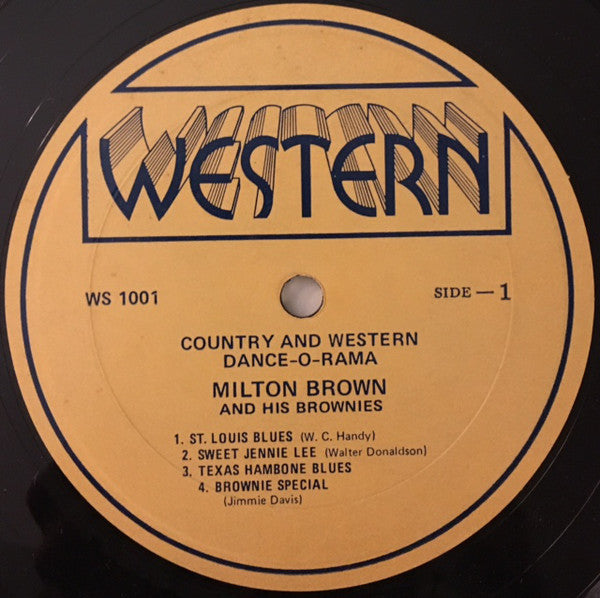 WESTERN
WS 1001
SIDE — 1
COUNTRY AND WESTERN
DANCE-O-RAMA
MILTON BROWN
AND HIS BROWNIES
1. ST. LOUIS BLUES (W. C. Handy)
2. SWEET JENNIE LEE (Walter Donaldson)
3. TEXAS HAMBONE BLUES
4. BROWNIE SPECIAL
(Jimmie Davis)